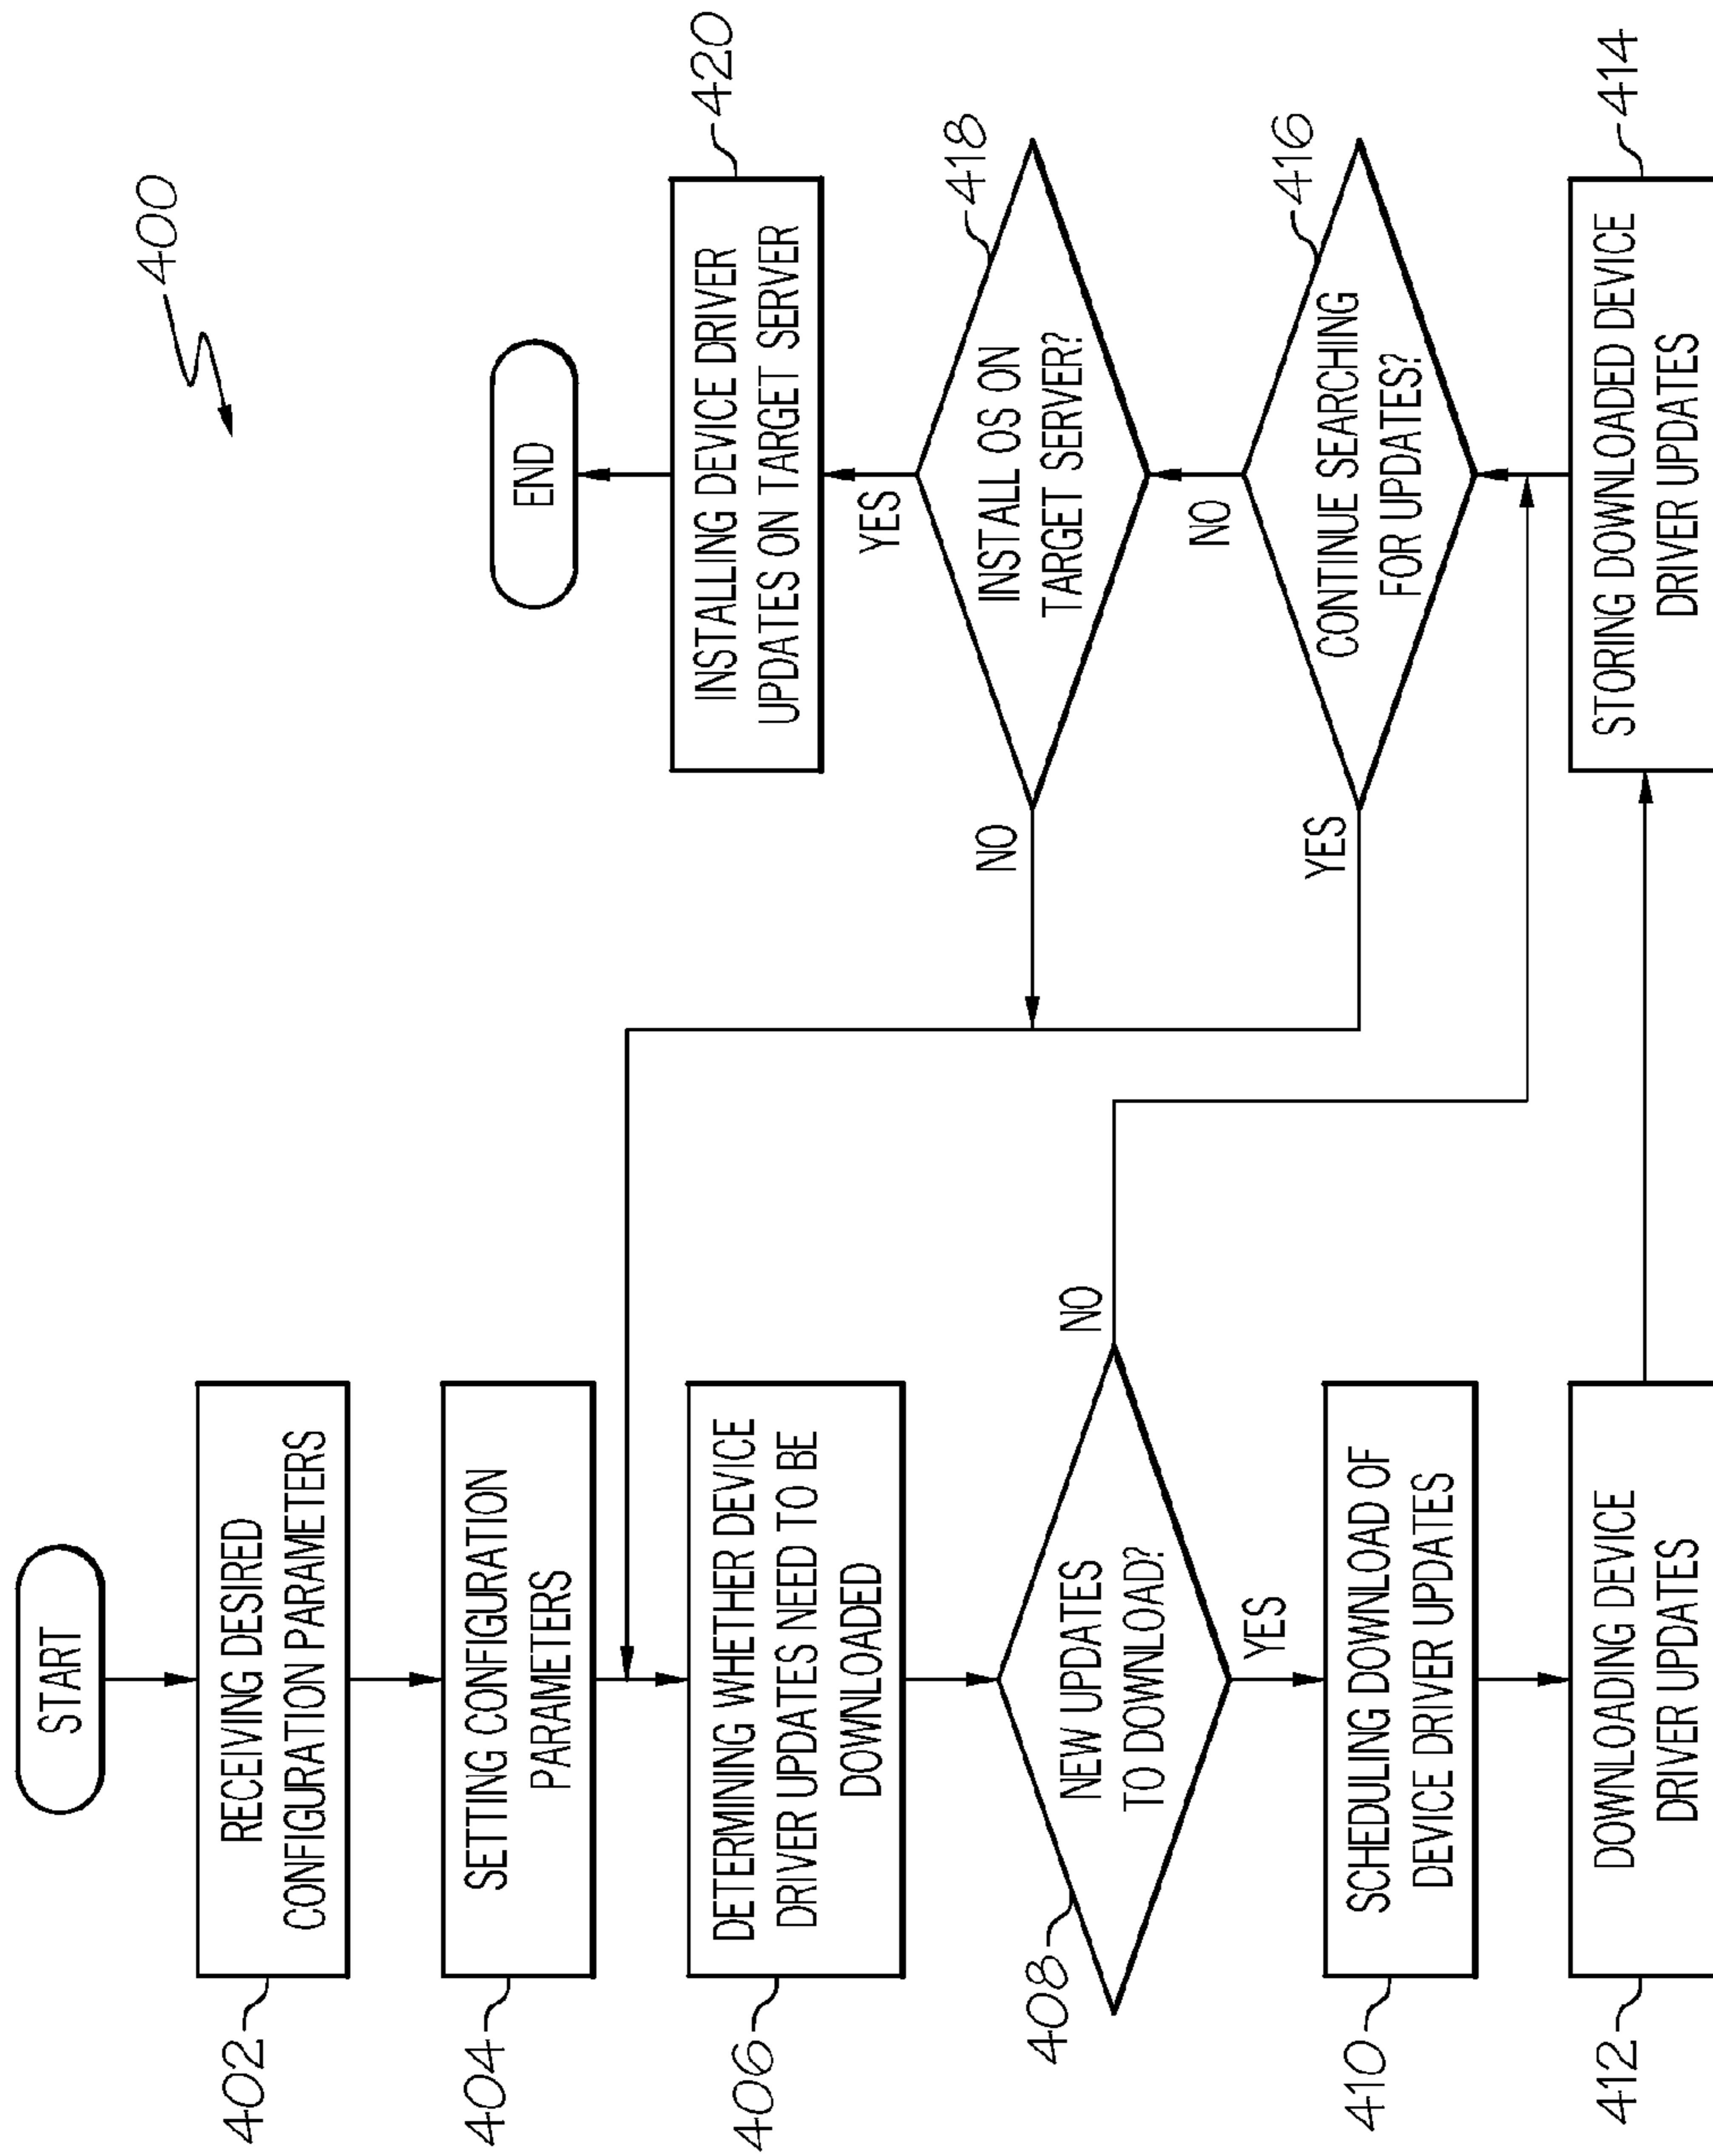 400
START
RECEIVING DESIRED
CONFIGURATION PARAMETERS
402
SETTING CONFIGURATION
PARAMETERS
404
DETERMINING WHETHER DEVICE
DRIVER UPDATES NEED TO BE
DOWNLOADED
406
NEW UPDATES
TO DOWNLOAD?
408
NO
YES
SCHEDULING DOWNLOAD OF
DEVICE DRIVER UPDATES
410
DOWNLOADING DEVICE
DRIVER UPDATES
412
STORING DOWNLOADED DEVICE
DRIVER UPDATES
414
CONTINUE SEARCHING
FOR UPDATES?
416
YES
NO
INSTALL OS ON
TARGET SERVER?
418
NO
YES
INSTALLING DEVICE DRIVER
UPDATES ON TARGET SERVER
420
END